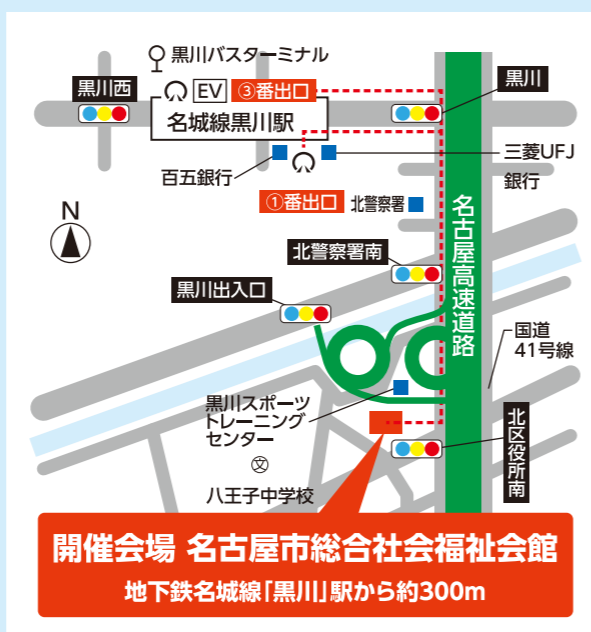 黒川バスターミナル
黒川西
EV
③番出口
黒川
名城線黒川駅
百五銀行
三菱UFJ
銀行
①番出口
北警察署
N
名古屋高速道路
北警察署南
黒川出入口
国道
41号線
黒川スポーツ
トレーニング
センター
北区役所南
文
八王子中学校
開催会場 名古屋市総合社会福祉会館
地下鉄名城線「黒川」駅から約300m